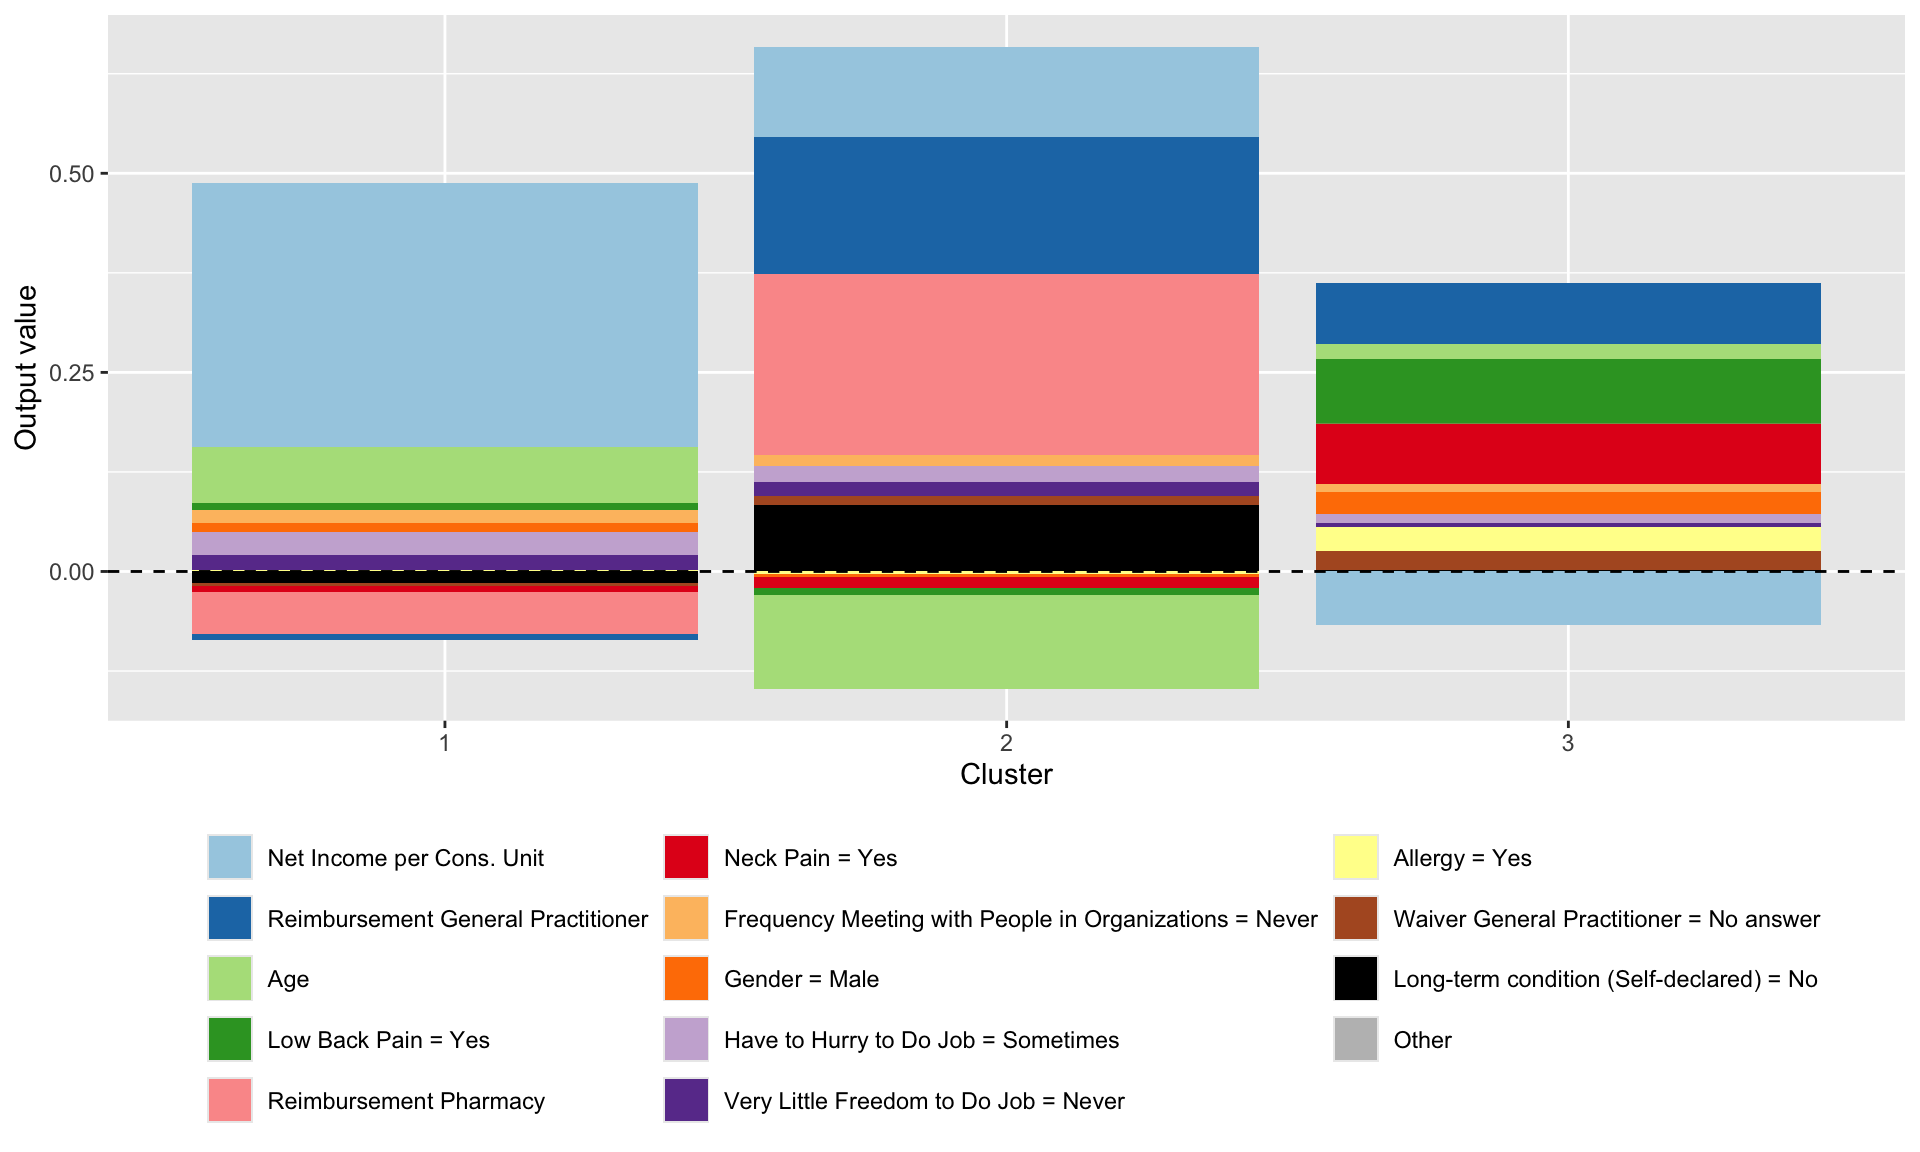 Output value
0.50
0.25
0.00
1
2
3
Cluster
Net Income per Cons. Unit
Reimbursement General Practitioner
Age
Low Back Pain = Yes
Reimbursement Pharmacy
Neck Pain = Yes
Frequency Meeting with People in Organizations = Never
Gender = Male
Have to Hurry to Do Job = Sometimes
Very Little Freedom to Do Job = Never
Allergy = Yes
Waiver General Practitioner = No answer
Long-term condition (Self-declared) = No
Other